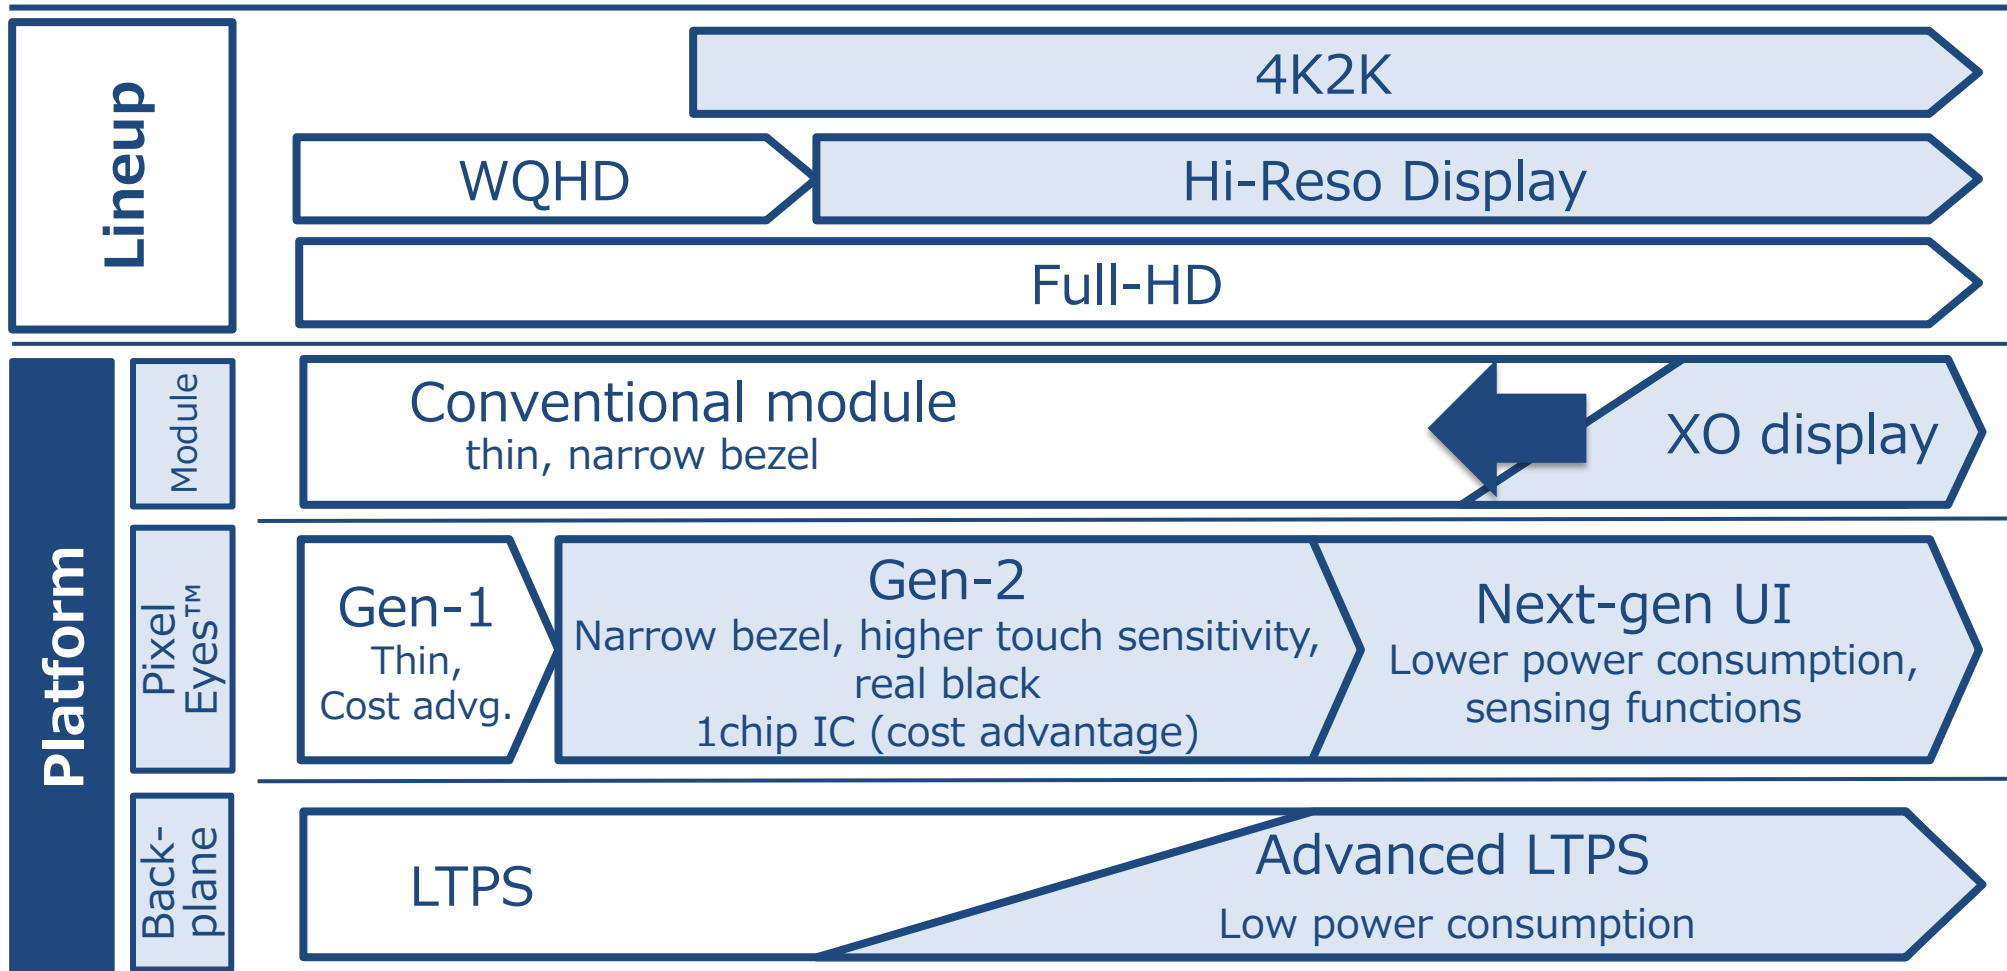 Lineup
4K2K
WQHD
Hi-Reso Display
Full-HD
Platform
Module
Conventional module
thin, narrow bezel
XO display
Pixel
Eyes™
Gen-1
Thin,
Cost advg.
Gen-2
Narrow bezel, higher touch sensitivity,
real black
1chip IC (cost advantage)
Next-gen UI
Lower power consumption,
sensing functions
Back-
plane
LTPS
Advanced LTPS
Low power consumption